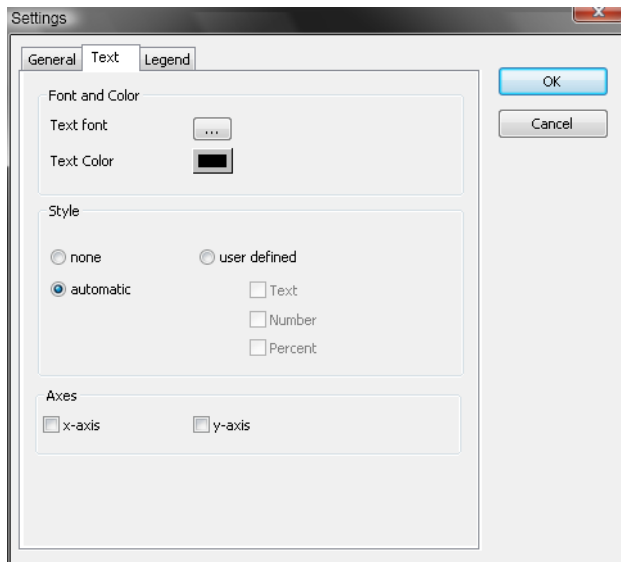 Settings
General Text Legend
OK
Font and Color
Text font ...
Cancel
Text Color
Style
none user defined
automatic Text
Number
Percent
Axes
x-axis y-axis